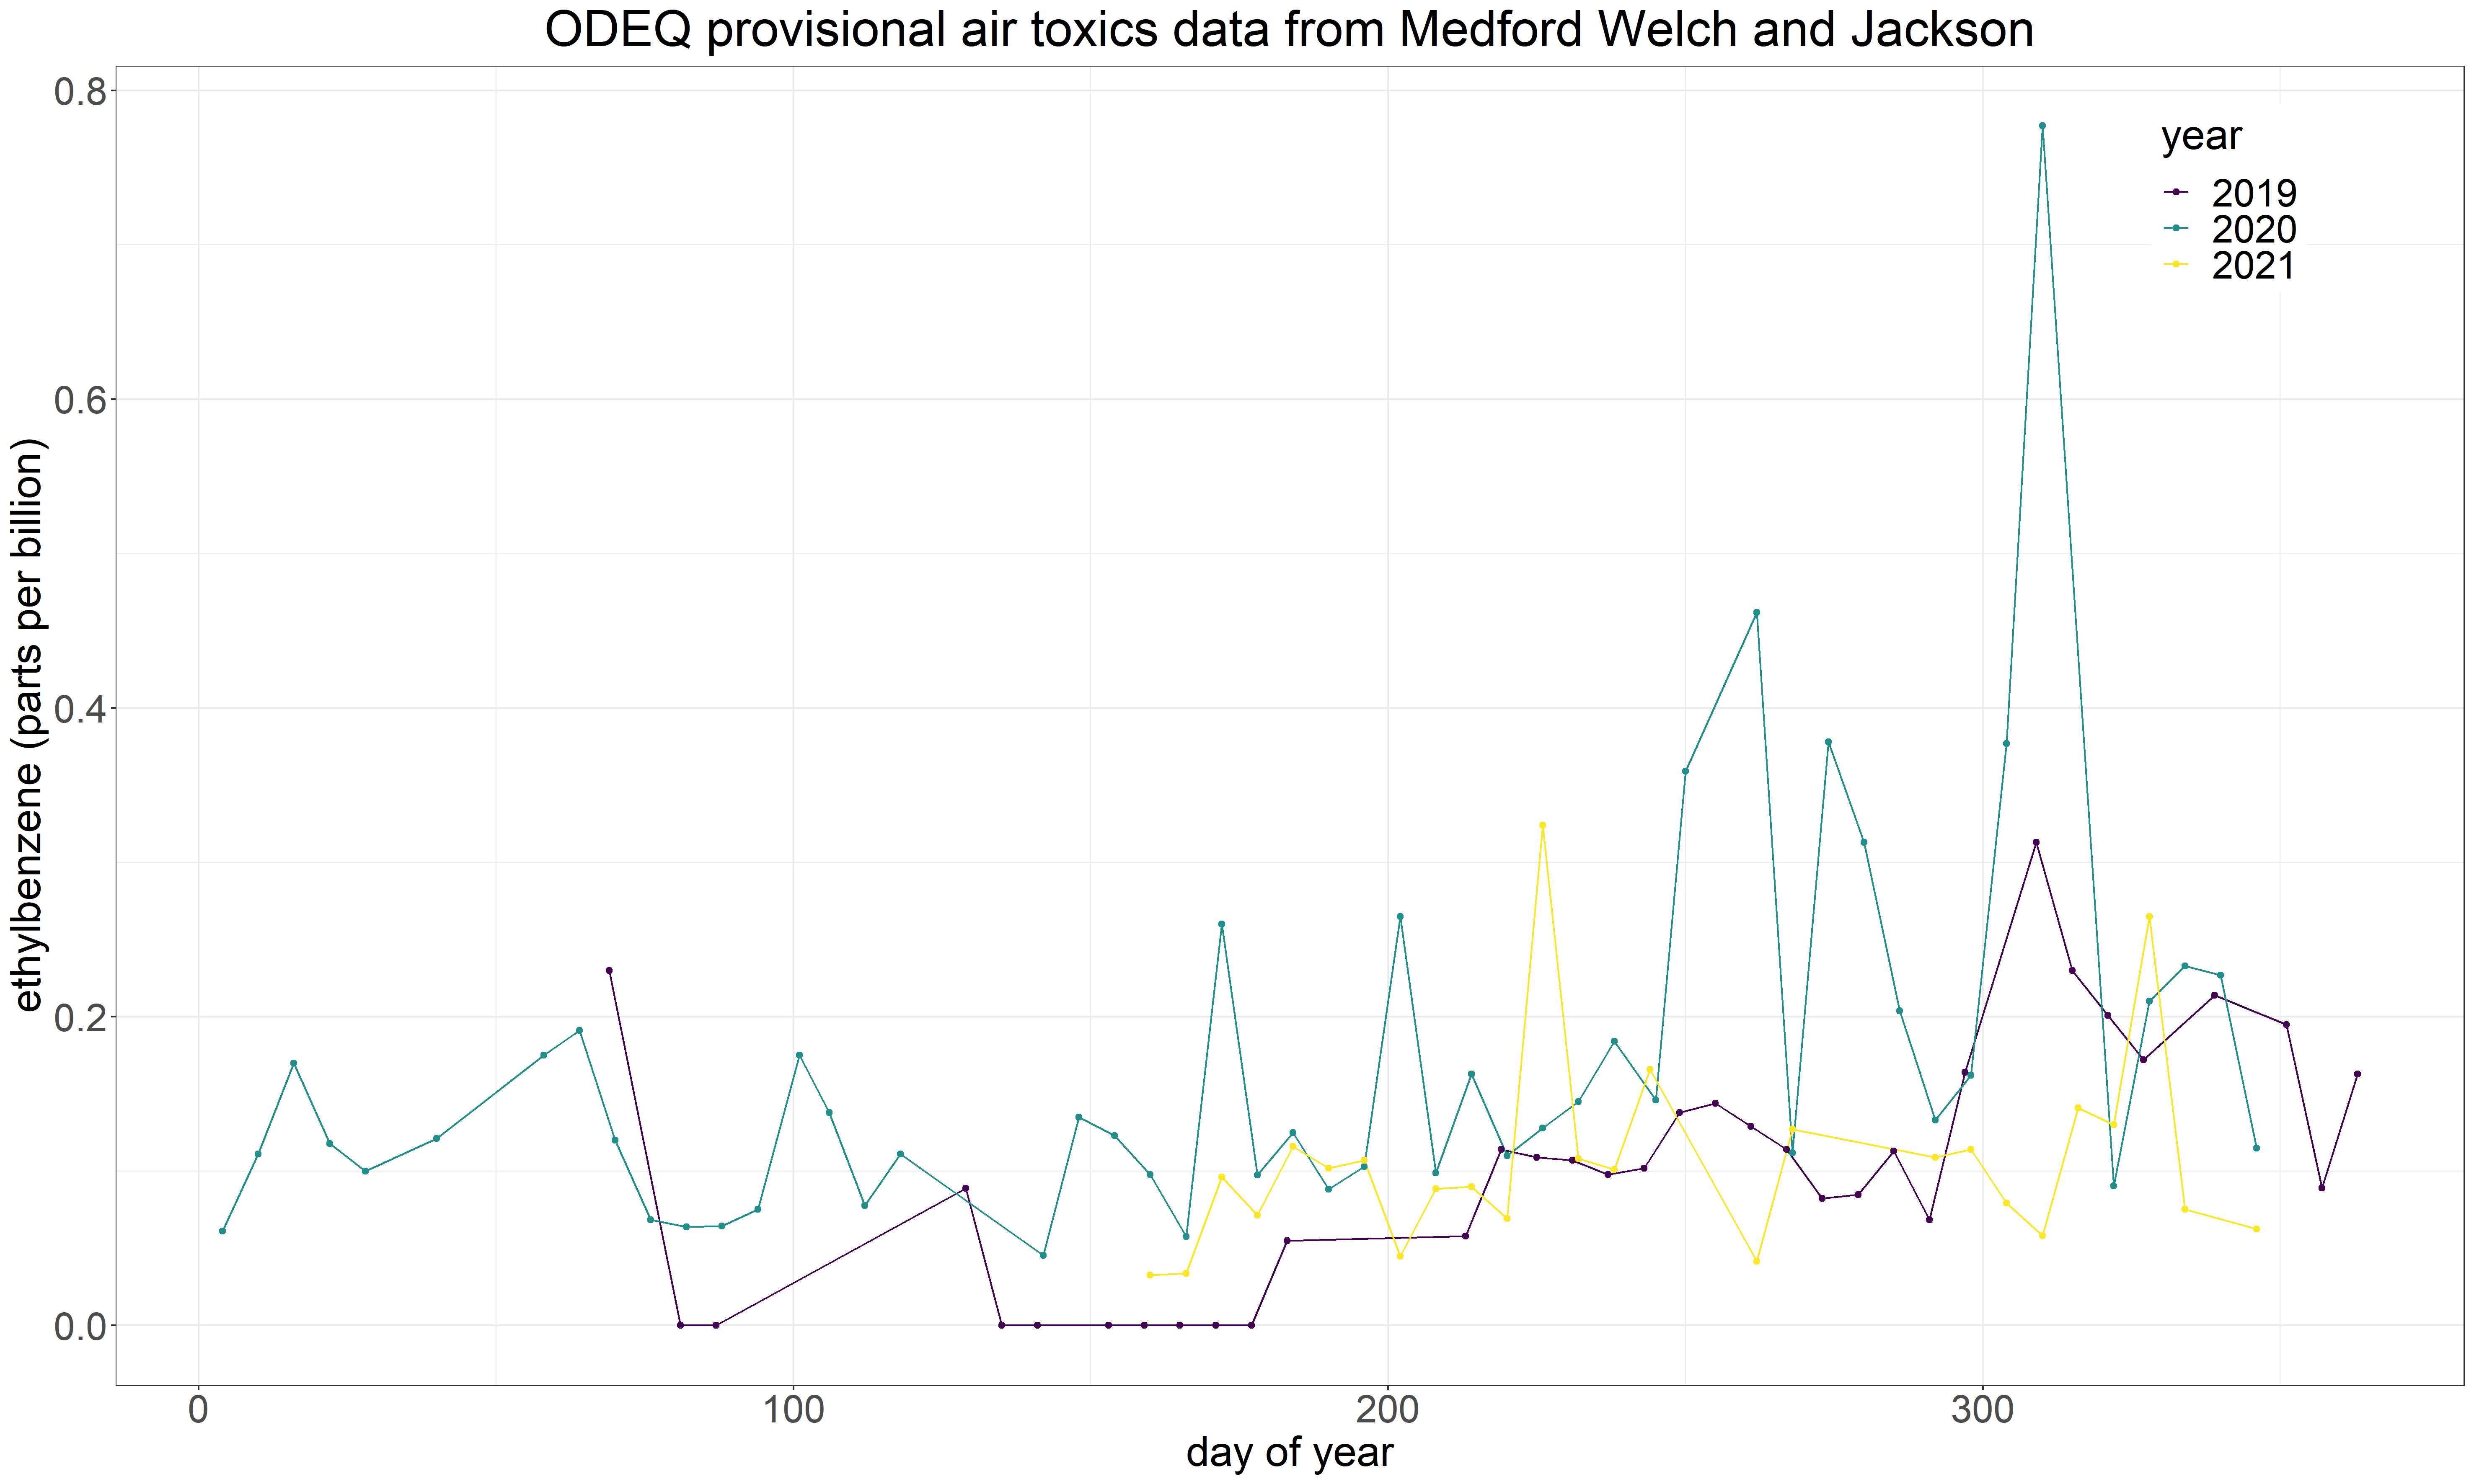 ODEQ provisional air toxics data from Medford Welch and Jackson
ethylbenzene (parts per billion)
0.8
0.6
0.4
0.2
0.0
year
2019
2020
2021
0 100 200 300
day of year